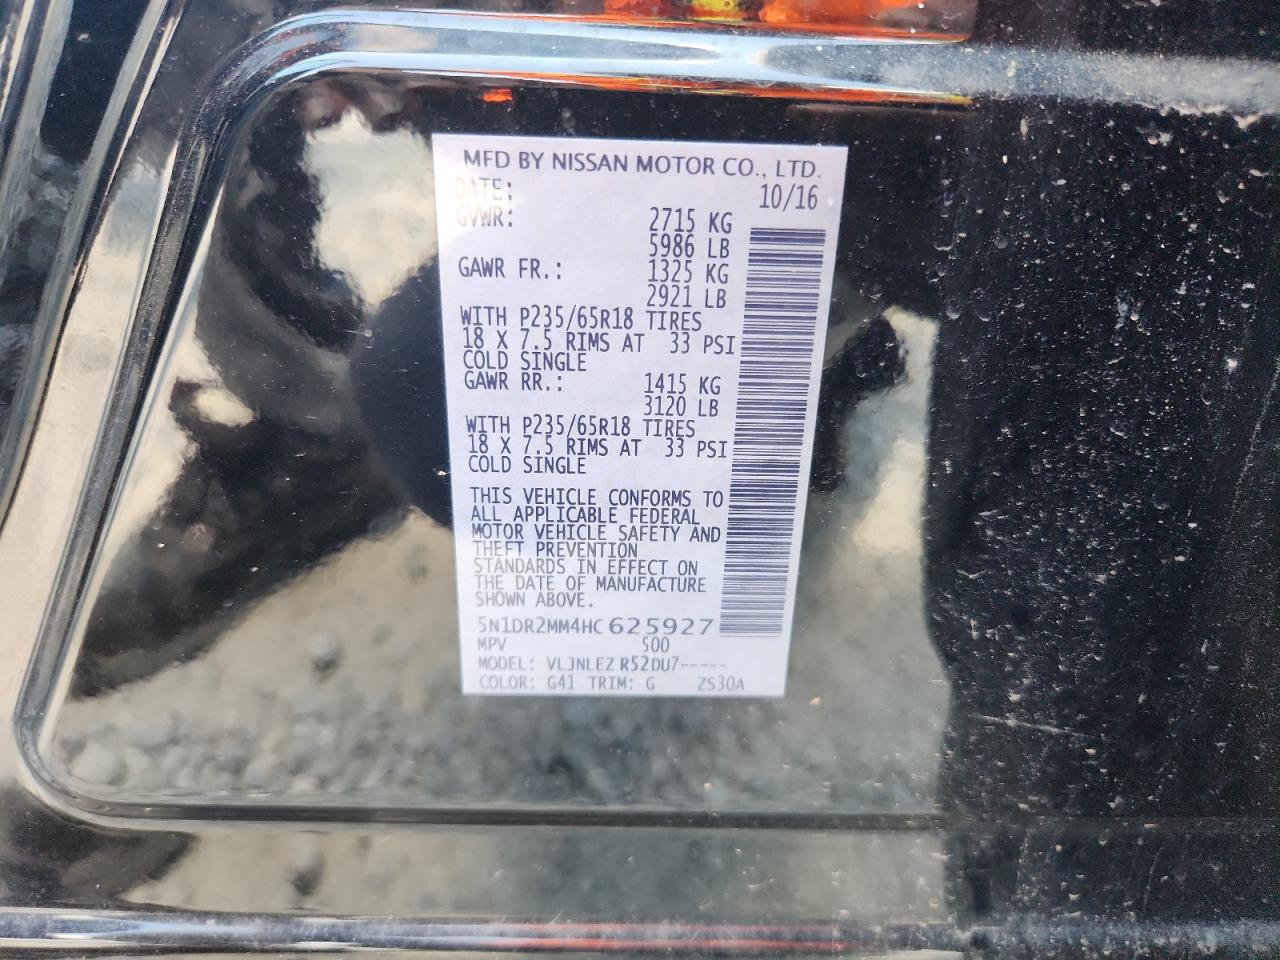 MFD BY NISSAN MOTOR CO., LTD.
DATE: 10/16
GVWR: 2715 KG
5986 LB
GAWR FR.: 1325 KG
2921 LB
WITH P235/65R18 TIRES
18 X 7.5 RIMS AT 33 PSI
COLD SINGLE
GAWR RR.: 1415 KG
3120 LB
WITH P235/65R18 TIRES
18 X 7.5 RIMS AT 33 PSI
COLD SINGLE
THIS VEHICLE CONFORMS TO
ALL APPLICABLE FEDERAL
MOTOR VEHICLE SAFETY AND
THEFT PREVENTION
STANDARDS IN EFFECT ON
THE DATE OF MANUFACTURE
SHOWN ABOVE.
5N1DR2MM4HC 625927
MPV 500
MODEL: VLJNLEZ R52DU7-----
COLOR: G41 TRIM: G ZS30A